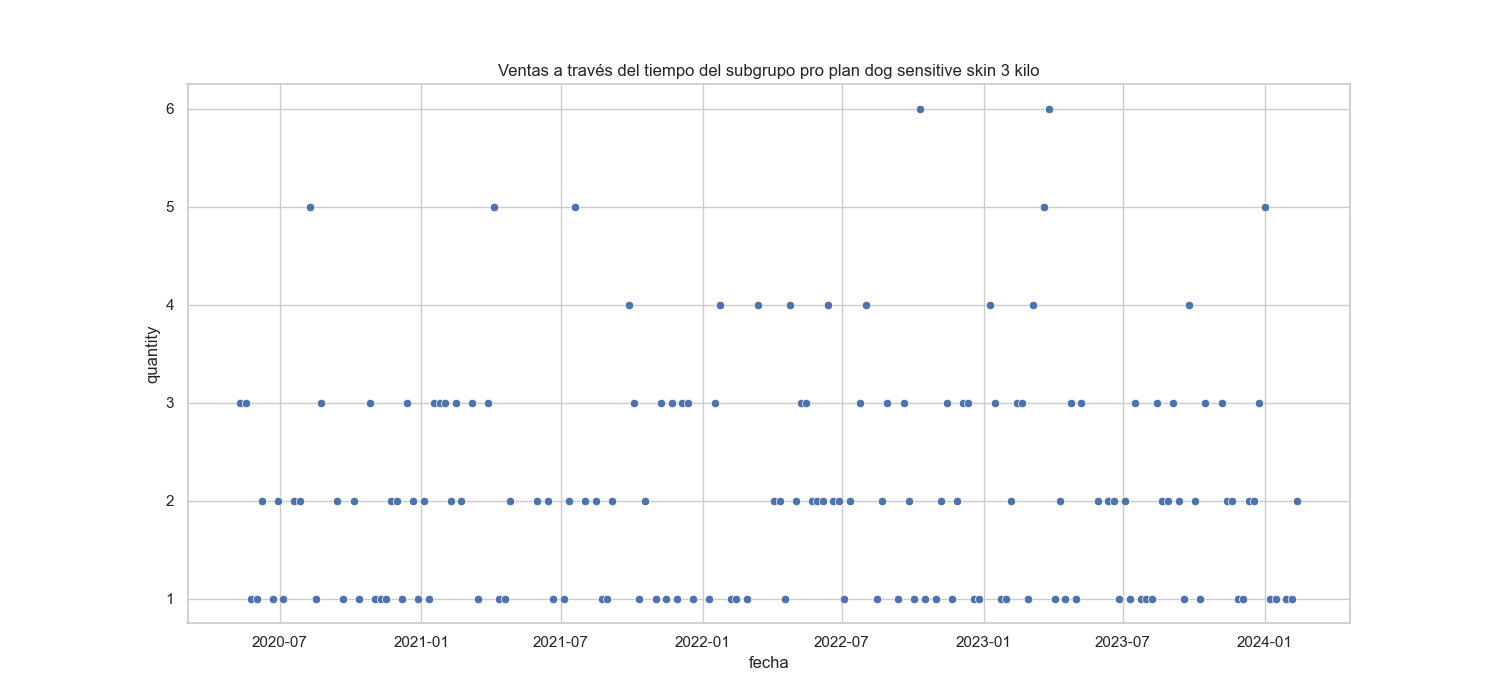 Ventas a través del tiempo del subgrupo pro plan dog sensitive skin 3 kilo
6
5
4
3
2
1
quantity
2020-07 2021-01 2021-07 2022-01 2022-07 2023-01 2023-07 2024-01
fecha